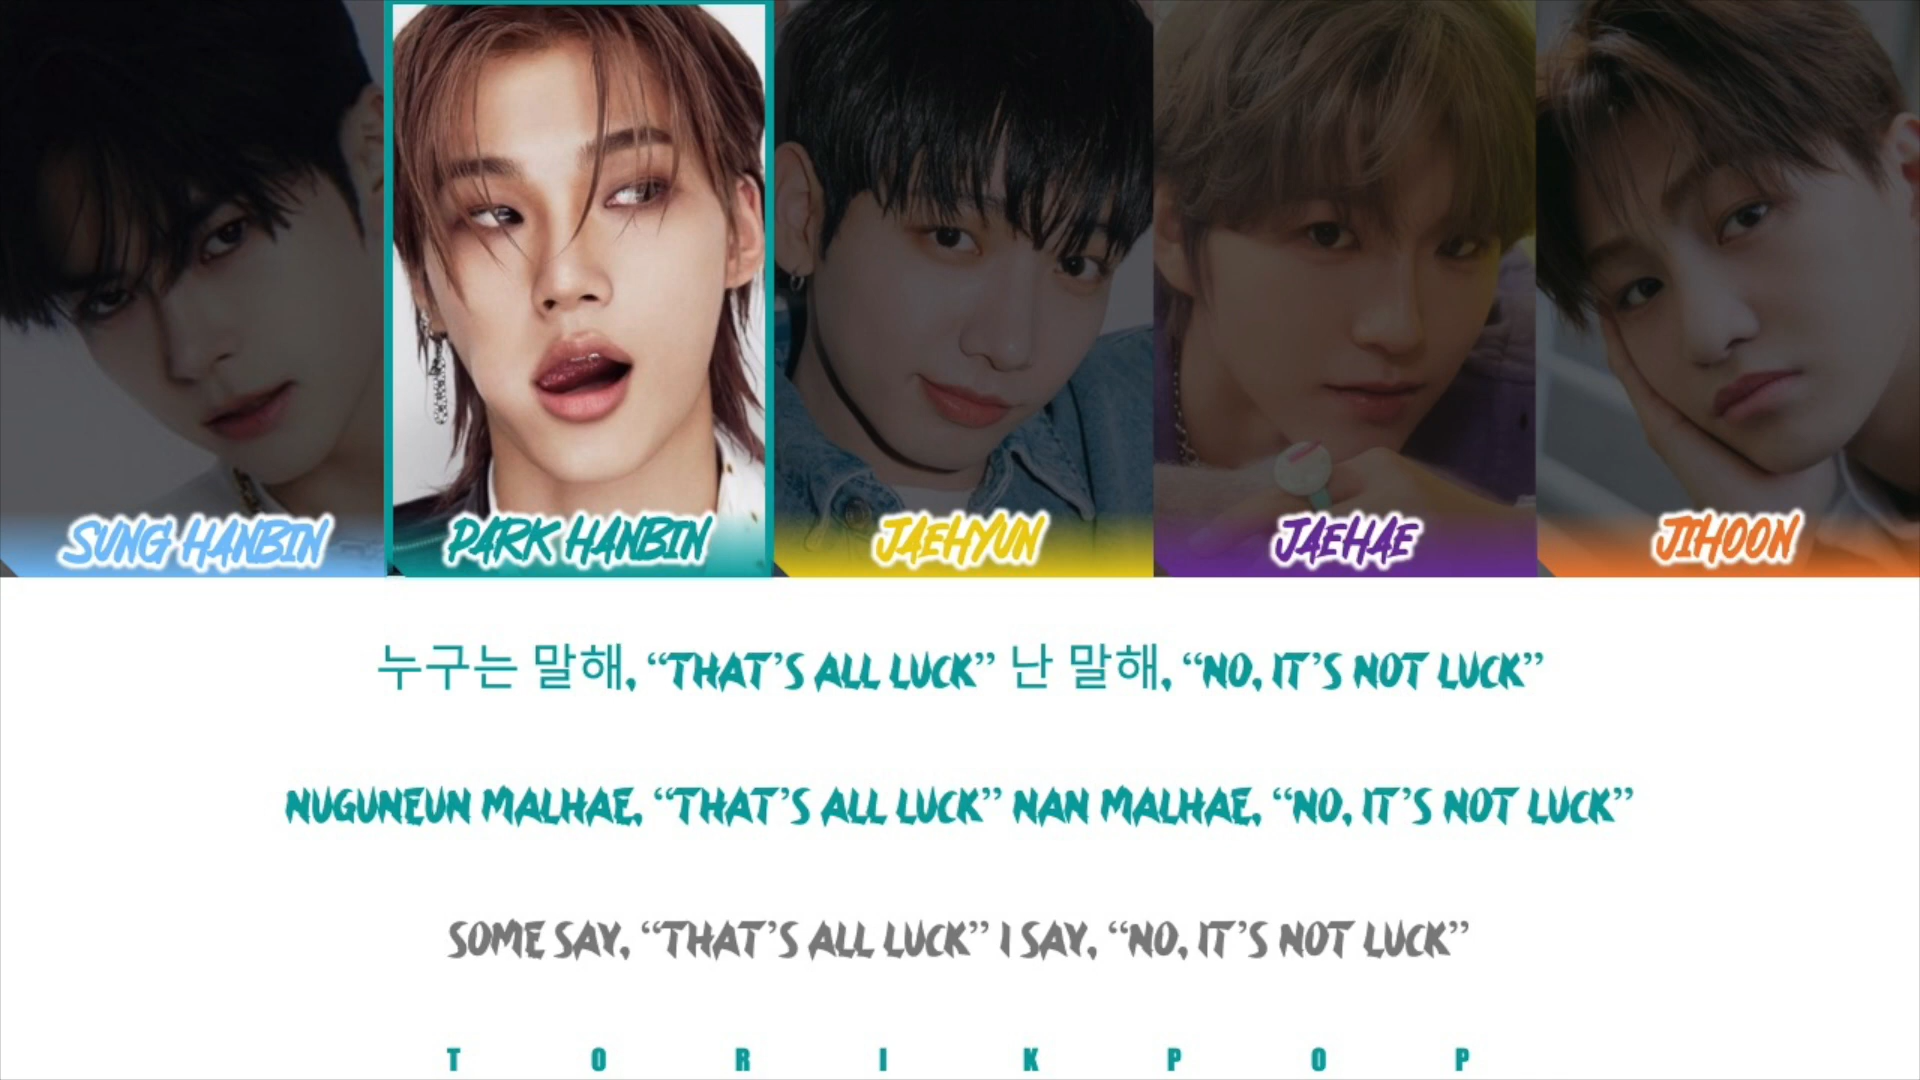 SUNG HANBIN
PARK HANBIN
JAEHYUN
JAEHAE
JIHOON
누구는 말해, “THAT’S ALL LUCK” 난 말해, “NO, IT’S NOT LUCK”
NUGUNEUN MALHAE, “THAT’S ALL LUCK” NAN MALHAE, “NO, IT’S NOT LUCK”
SOME SAY, “THAT’S ALL LUCK” I SAY, “NO, IT’S NOT LUCK”
T O R I K P O P